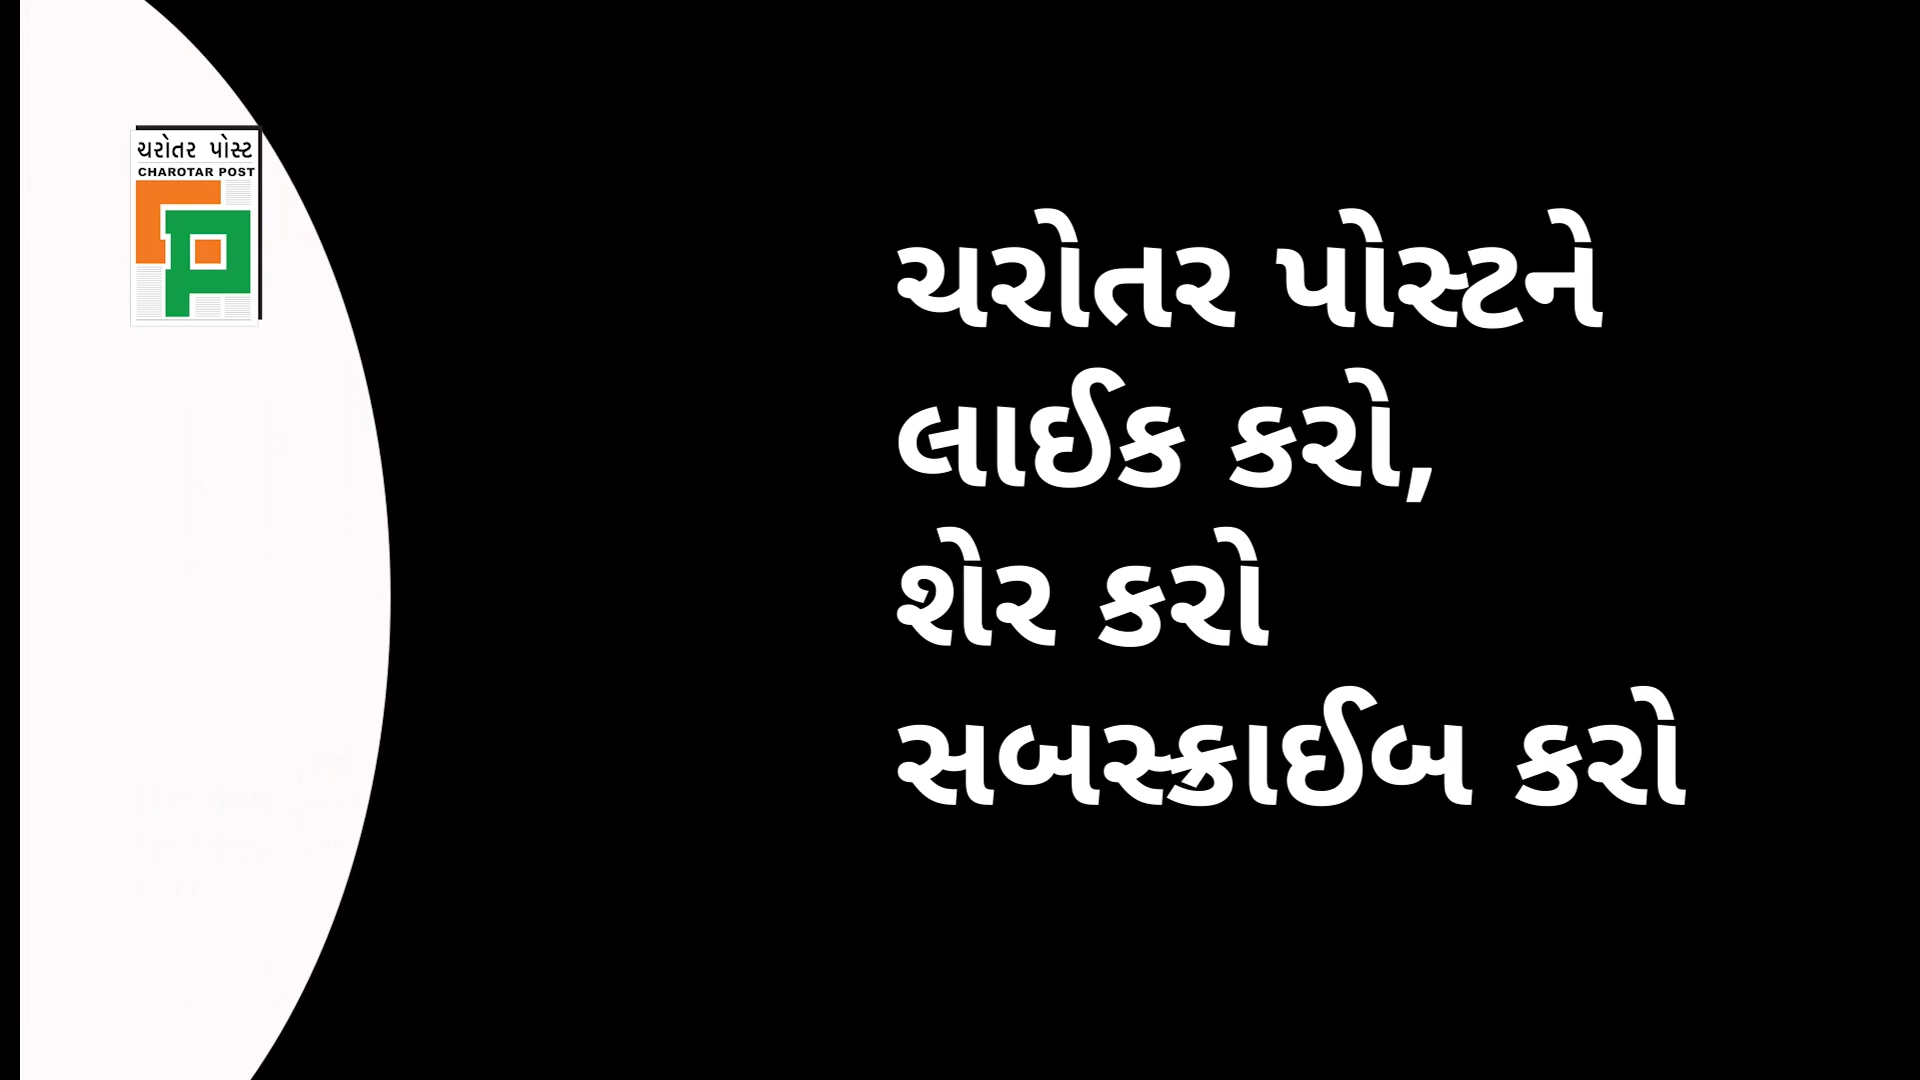 ચરોતર પોસ્ટ
CHAROTAR POST
ચરોતર પોસ્ટને
લાઈક કરો,
શેર કરો
સબસ્ક્રાઈબ કરો